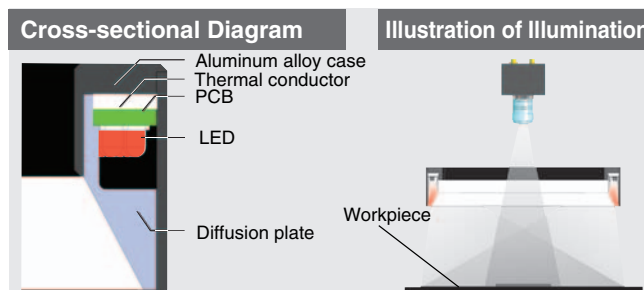 Cross-sectional Diagram
Aluminum alloy case
Thermal conductor
PCB
LED
Diffusion plate
Illustration of Illumination
Workpiece